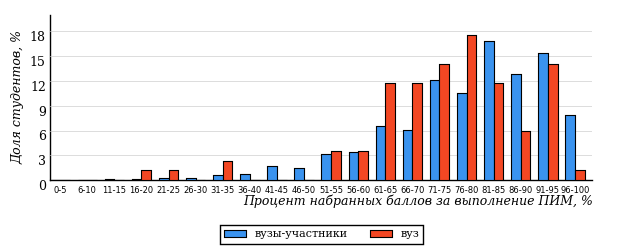 Доля студентов, %
18
15
12
9
6
3
0
0-5 6-10 11-15 16-20 21-25 26-30 31-35 36-40 41-45 46-50 51-55 56-60 61-65 66-70 71-75 76-80 81-85 86-90 91-95 96-100
Процент набранных баллов за выполнение ПИМ, %
вузы-участники вуз